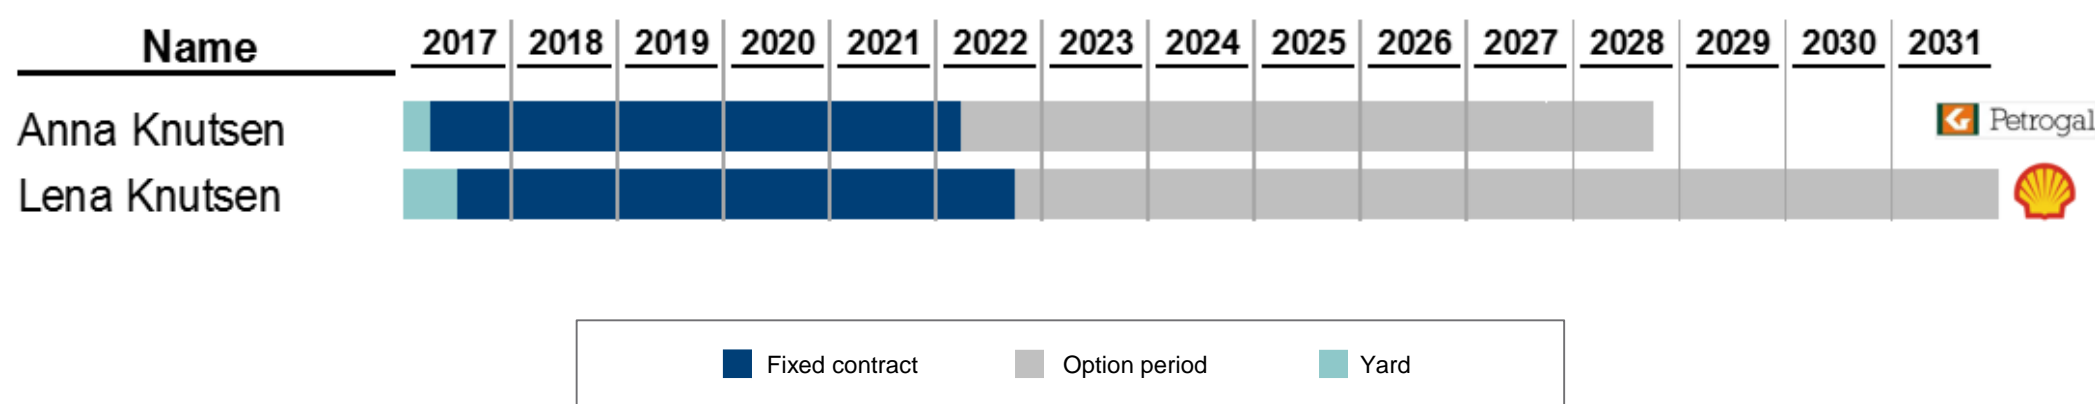 Name 2017 2018 2019 2020 2021 2022 2023 2024 2025 2026 2027 2028 2029 2030 2031
Anna Knutsen G Petrogal
Lena Knutsen
Fixed contract Option period Yard